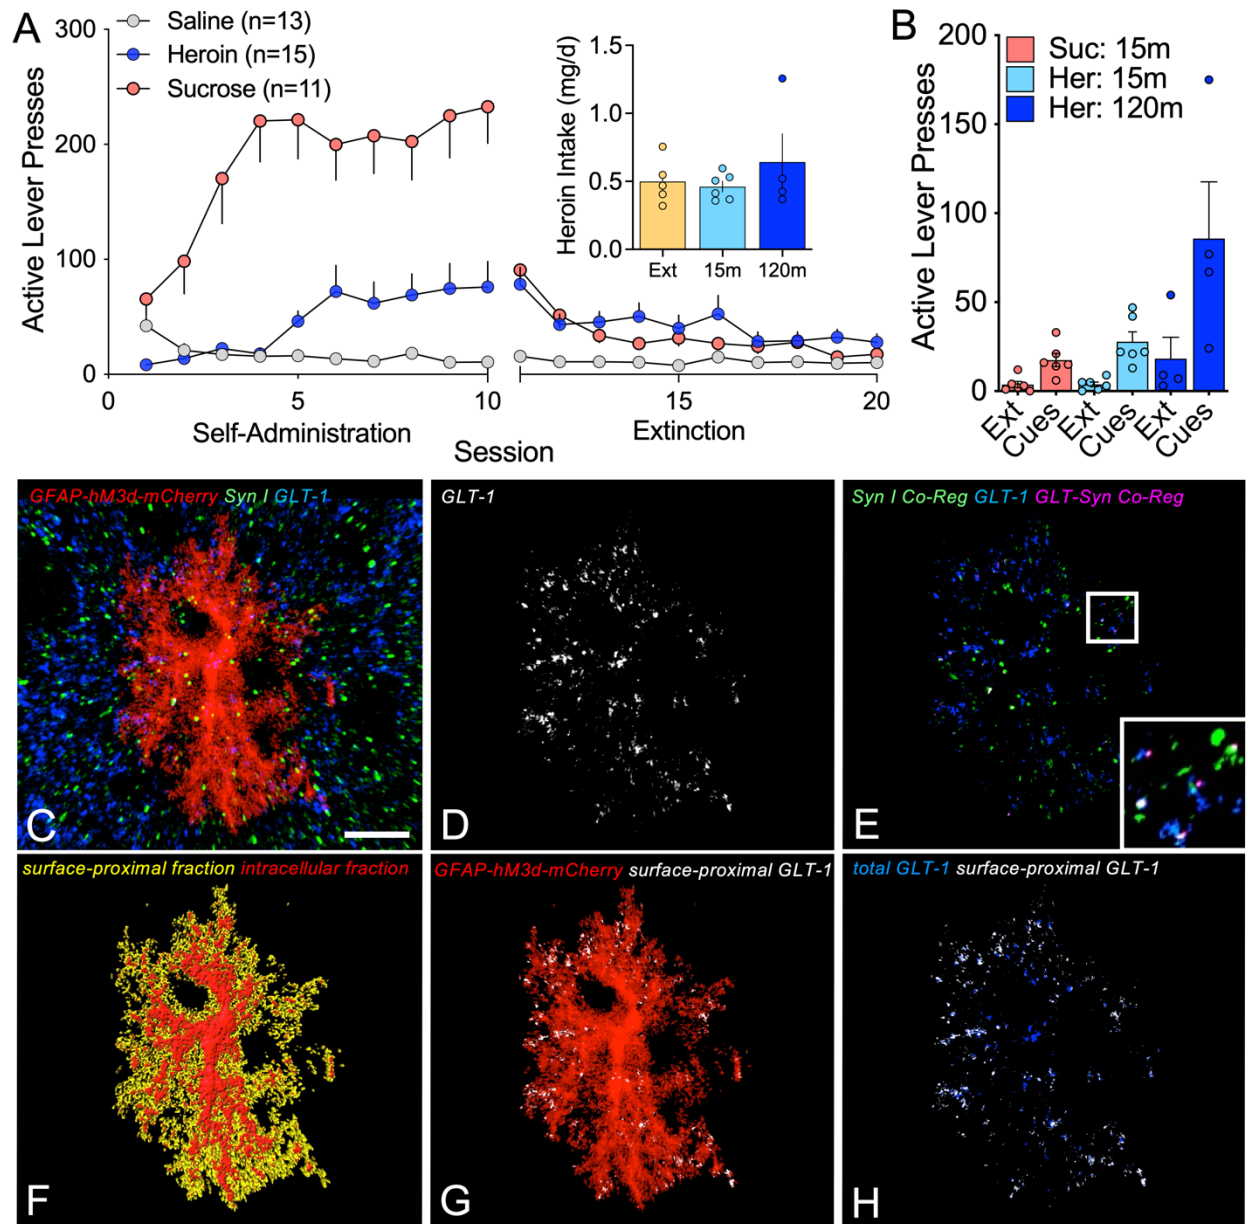 A
Saline (n=13)
Heroin (n=15)
Sucrose (n=11)
Active Lever Presses
300
200
100
0
0
5
10
15
20
Self-Administration
Extinction
Session
Heroin Intake (mg/d)
1.5
1.0
0.5
0.0
Ext
15m
120m
B
Suc: 15m
Her: 15m
Her: 120m
Active Lever Presses
200
150
100
50
0
Ext
Cues
Ext
Cues
Ext
Cues
GFAP-hM3d-mCherry Syn I GLT-1
C
GLT-1
D
Syn I Co-Reg GLT-1 GLT-Syn Co-Reg
E
surface-proximal fraction intracellular fraction
F
GFAP-hM3d-mCherry surface-proximal GLT-1
G
total GLT-1 surface-proximal GLT-1
H